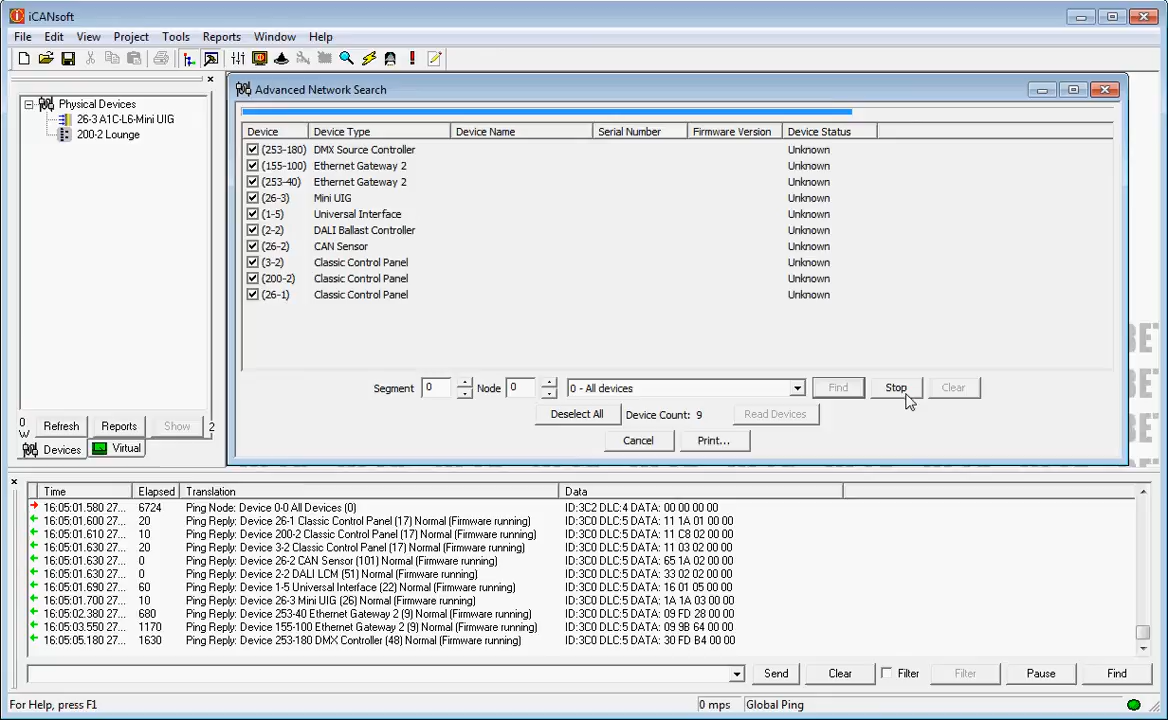 iCANsoft
File Edit View Project Tools Reports Window Help
Physical Devices
26-3 A1C-L6-Mini UIG
200-2 Lounge
0
W
Refresh Reports Show 2
Devices Virtual
Advanced Network Search
Device Device Type Device Name Serial Number Firmware Version Device Status
(253-180) DMX Source Controller Unknown
(155-100) Ethernet Gateway 2 Unknown
(253-40) Ethernet Gateway 2 Unknown
(26-3) Mini UIG Unknown
(1-5) Universal Interface Unknown
(2-2) DALI Ballast Controller Unknown
(26-2) CAN Sensor Unknown
(3-2) Classic Control Panel Unknown
(200-2) Classic Control Panel Unknown
(26-1) Classic Control Panel Unknown
Segment 0 Node 0 0 - All devices Find Stop Clear
Deselect All Device Count: 9 Read Devices
Cancel Print...
Time Elapsed Translation Data
16:05:01.580 27... 6724 Ping Node: Device 0-0 All Devices (0) ID:3C2 DLC:4 DATA: 00 00 00 00
16:05:01.600 27... 20 Ping Reply: Device 26-1 Classic Control Panel (17) Normal (Firmware running) ID:3C0 DLC:5 DATA: 11 1A 01 00 00
16:05:01.610 27... 10 Ping Reply: Device 200-2 Classic Control Panel (17) Normal (Firmware running) ID:3C0 DLC:5 DATA: 11 C8 02 00 00
16:05:01.630 27... 20 Ping Reply: Device 3-2 Classic Control Panel (17) Normal (Firmware running) ID:3C0 DLC:5 DATA: 11 03 02 00 00
16:05:01.630 27... 0 Ping Reply: Device 26-2 CAN Sensor (101) Normal (Firmware running) ID:3C0 DLC:5 DATA: 65 1A 02 00 00
16:05:01.630 27... 0 Ping Reply: Device 2-2 DALI LCM (51) Normal (Firmware running) ID:3C0 DLC:5 DATA: 33 02 02 00 00
16:05:01.690 27... 60 Ping Reply: Device 1-5 Universal Interface (22) Normal (Firmware running) ID:3C0 DLC:5 DATA: 16 01 05 00 00
16:05:01.700 27... 10 Ping Reply: Device 26-3 Mini UIG (26) Normal (Firmware running) ID:3C0 DLC:5 DATA: 1A 1A 03 00 00
16:05:02.380 27... 680 Ping Reply: Device 253-40 Ethernet Gateway 2 (9) Normal (Firmware running) ID:3C0 DLC:5 DATA: 09 FD 28 00 00
16:05:03.550 27... 1170 Ping Reply: Device 155-100 Ethernet Gateway 2 (9) Normal (Firmware running) ID:3C0 DLC:5 DATA: 09 9B 64 00 00
16:05:05.180 27... 1630 Ping Reply: Device 253-180 DMX Controller (48) Normal (Firmware running) ID:3C0 DLC:5 DATA: 30 FD B4 00 00
Send Clear Filter Filter Pause Find
For Help, press F1 0 mps Global Ping